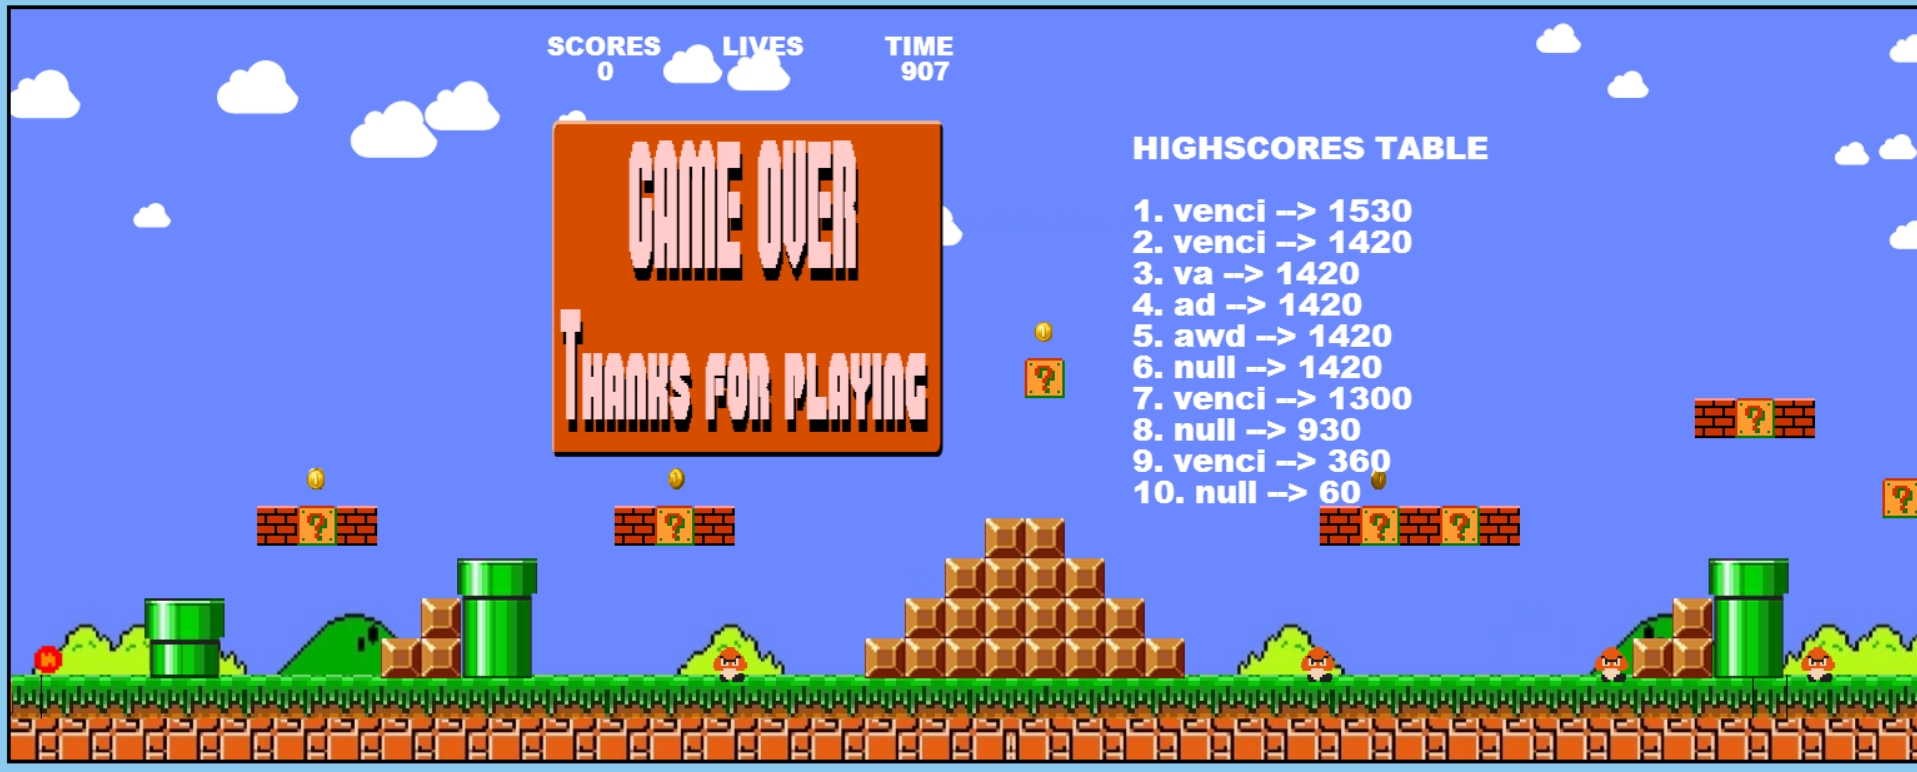 SCORES LIVES TIME
0 907
GAME OVER
THANKS FOR PLAYING
HIGHSCORES TABLE
1. venci --> 1530
2. venci --> 1420
3. va --> 1420
4. ad --> 1420
5. awd --> 1420
6. null --> 1420
7. venci --> 1300
8. null --> 930
9. venci --> 360
10. null --> 60
? 
?
? 
?
? ?
?
M